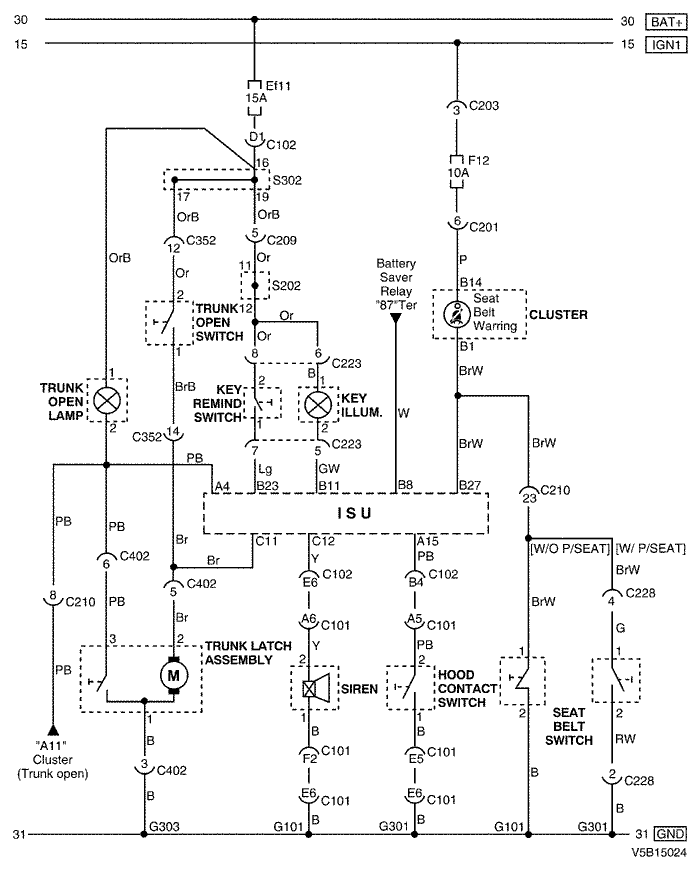 30 30 BAT+
15 15 IGN1
Ef11
15A
C203
3
D1 C102
16
F12
10A
S302
17 19
OrB OrB
6 C201
5 C209
12 C352
OrB
Or
Or
P
11
S202
12
Battery
Saver
Relay
"87"Ter
B14
Seat
Belt
Warring
CLUSTER
B1
2
TRUNK
OPEN
SWITCH
1
Or
Or
8 6 C223
B
BrW
1
TRUNK
OPEN
LAMP
2
BrB
2
KEY
REMIND
SWITCH
1
1
KEY
ILLUM.
2
W
C352 14
7 5 C223
BrW
BrW
PB
Lg GW
A4 B23 B11 B8 B27
23 C210
ISU
PB
PB
Br
Br
C11 C12 A15
[W/O P/SEAT] [W/ P/SEAT]
Y PB
6 C402
5 C402
E6 C102
B4 C102
BrW
8 C210
PB
Br
A6 C101
A5 C101
BrW
4 C228
G
3 2
TRUNK LATCH
ASSEMBLY
M
PB
Y PB
2
SIREN
1
2
HOOD
CONTACT
SWITCH
1
1
2
1
2
SEAT
BELT
SWITCH
1
B
B B
RW
"A11"
Cluster
(Trunk open)
3 C402
F2 C101
E5 C101
B
2 C228
B
E6 C101
E6 C101
B
B B
31 G303 G101 G301 G101 G301 31 GND
V5B15024